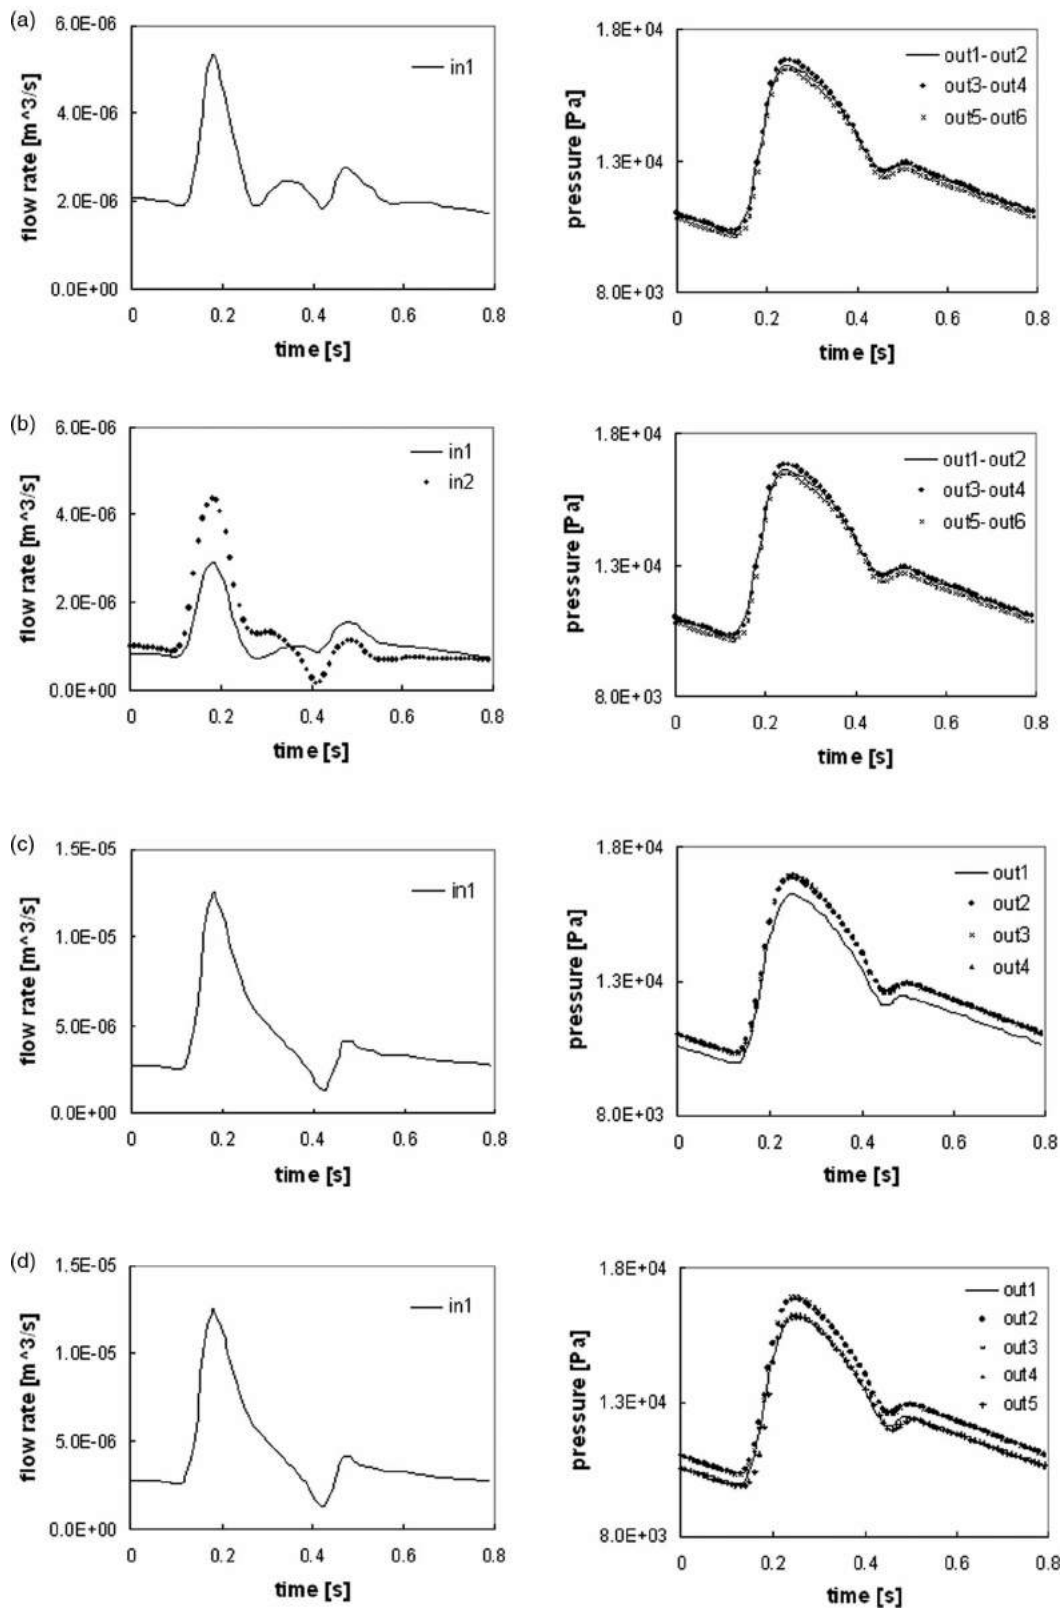 (a)
6.0E-06
4.0E-06
2.0E-06
0.0E+00
flow rate [m^3/s]
in1
0 0.2 0.4 0.6 0.8
time [s]
1.8E+04
1.3E+04
8.0E+03
pressure [Pa]
out1-out2
out3-out4
out5-out6
0 0.2 0.4 0.6 0.8
time [s]
(b)
6.0E-06
4.0E-06
2.0E-06
0.0E+00
flow rate [m^3/s]
in1
in2
0 0.2 0.4 0.6 0.8
time [s]
1.8E+04
1.3E+04
8.0E+03
pressure [Pa]
out1-out2
out3-out4
out5-out6
0 0.2 0.4 0.6 0.8
time [s]
(c)
1.5E-05
1.0E-05
5.0E-06
0.0E+00
flow rate [m^3/s]
in1
0 0.2 0.4 0.6 0.8
time [s]
1.8E+04
1.3E+04
8.0E+03
pressure [Pa]
out1
out2
out3
out4
0 0.2 0.4 0.6 0.8
time [s]
(d)
1.5E-05
1.0E-05
5.0E-06
0.0E+00
flow rate [m^3/s]
in1
0 0.2 0.4 0.6 0.8
time [s]
1.8E+04
1.3E+04
8.0E+03
pressure [Pa]
out1
out2
out3
out4
out5
0 0.2 0.4 0.6 0.8
time [s]